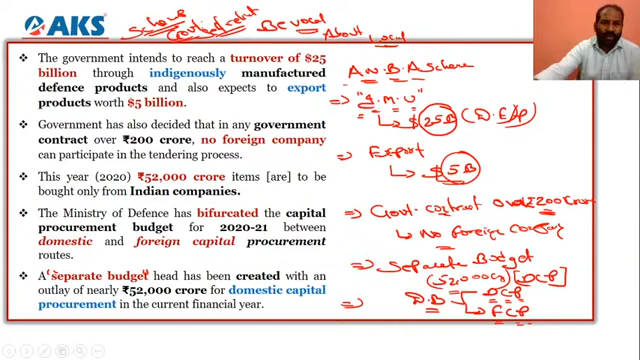 AKS
IAS ACADEMY
Scheme
Be vocal
About Local
The government intends to reach a turnover of $25
billion through indigenously manufactured
defence products and also expects to export
products worth $5 billion.
Government has also decided that in any government
contract over ₹200 crore, no foreign company
can participate in the tendering process.
This year (2020) ₹52,000 crore items [are] to
be bought only from Indian companies.
The Ministry of Defence has bifurcated the capital
procurement budget for 2020-21 between
domestic and foreign capital procurement
routes.
A "Separate budget" head has been created with an
outlay of nearly ₹52,000 crore for domestic capital
procurement in the current financial year.
A N B A Scheme
⇒ "I. M. U"
↳ $ 25B
⇒ Export
↳ $ 5B
⇒ Govt. contract over ₹200 Crore
↳ No foreign company
⇒ Separate Budget
(52,000 cr) [DCP]
⇒ D.B DCP
FCP